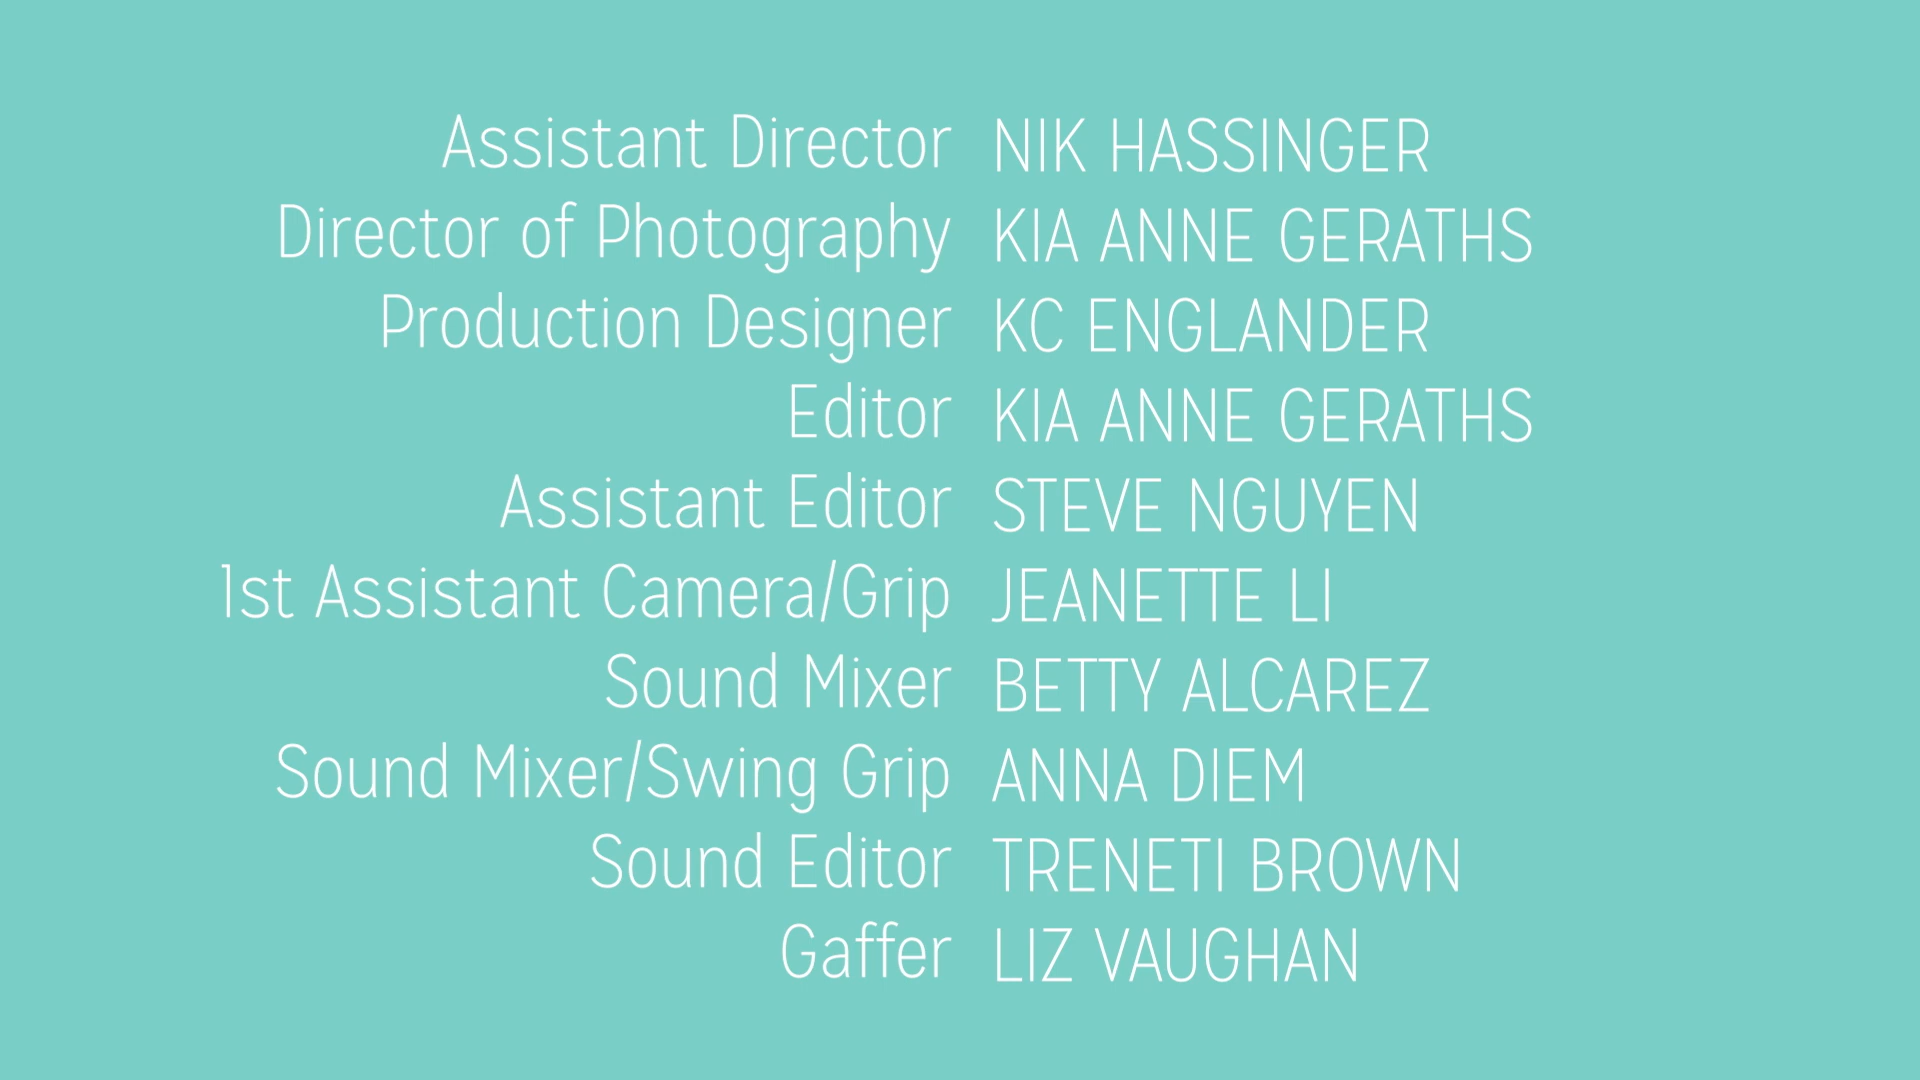 Assistant Director NIK HASSINGER
Director of Photography KIA ANNE GERATHS
Production Designer KC ENGLANDER
Editor KIA ANNE GERATHS
Assistant Editor STEVE NGUYEN
1st Assistant Camera/Grip JEANETTE LI
Sound Mixer BETTY ALCAREZ
Sound Mixer/Swing Grip ANNA DIEM
Sound Editor TRENETI BROWN
Gaffer LIZ VAUGHAN